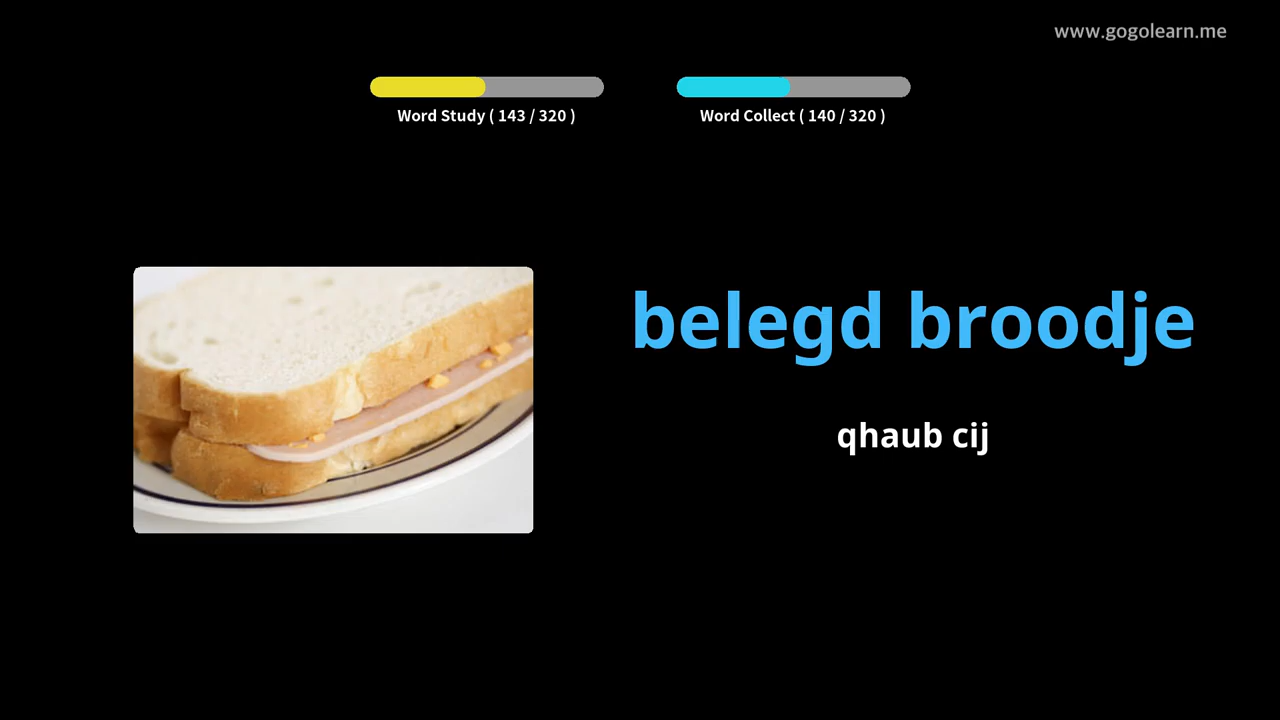 www.gogolearn.me
Word Study ( 143 / 320 )
Word Collect ( 140 / 320 )
belegd broodje
qhaub cij